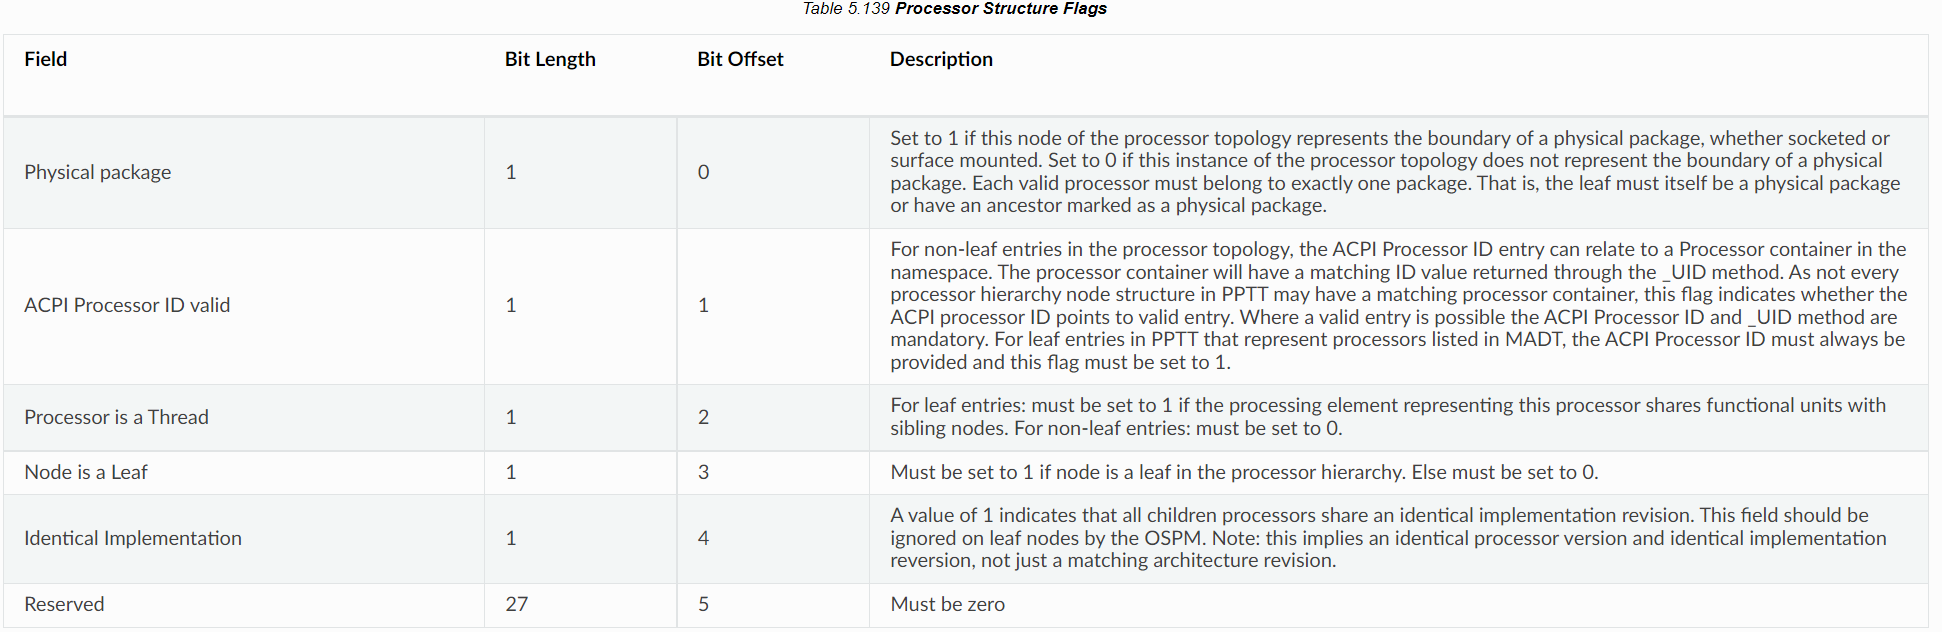 Table 5.139 Processor Structure Flags
Field Bit Length Bit Offset Description
Physical package 1 0 Set to 1 if this node of the processor topology represents the boundary of a physical package, whether socketed or
surface mounted. Set to 0 if this instance of the processor topology does not represent the boundary of a physical
package. Each valid processor must belong to exactly one package. That is, the leaf must itself be a physical package
or have an ancestor marked as a physical package.
ACPI Processor ID valid 1 1 For non-leaf entries in the processor topology, the ACPI Processor ID entry can relate to a Processor container in the
namespace. The processor container will have a matching ID value returned through the _UID method. As not every
processor hierarchy node structure in PPTT may have a matching processor container, this flag indicates whether the
ACPI processor ID points to valid entry. Where a valid entry is possible the ACPI Processor ID and _UID method are
mandatory. For leaf entries in PPTT that represent processors listed in MADT, the ACPI Processor ID must always be
provided and this flag must be set to 1.
Processor is a Thread 1 2 For leaf entries: must be set to 1 if the processing element representing this processor shares functional units with
sibling nodes. For non-leaf entries: must be set to 0.
Node is a Leaf 1 3 Must be set to 1 if node is a leaf in the processor hierarchy. Else must be set to 0.
Identical Implementation 1 4 A value of 1 indicates that all children processors share an identical implementation revision. This field should be
ignored on leaf nodes by the OSPM. Note: this implies an identical processor version and identical implementation
reversion, not just a matching architecture revision.
Reserved 27 5 Must be zero